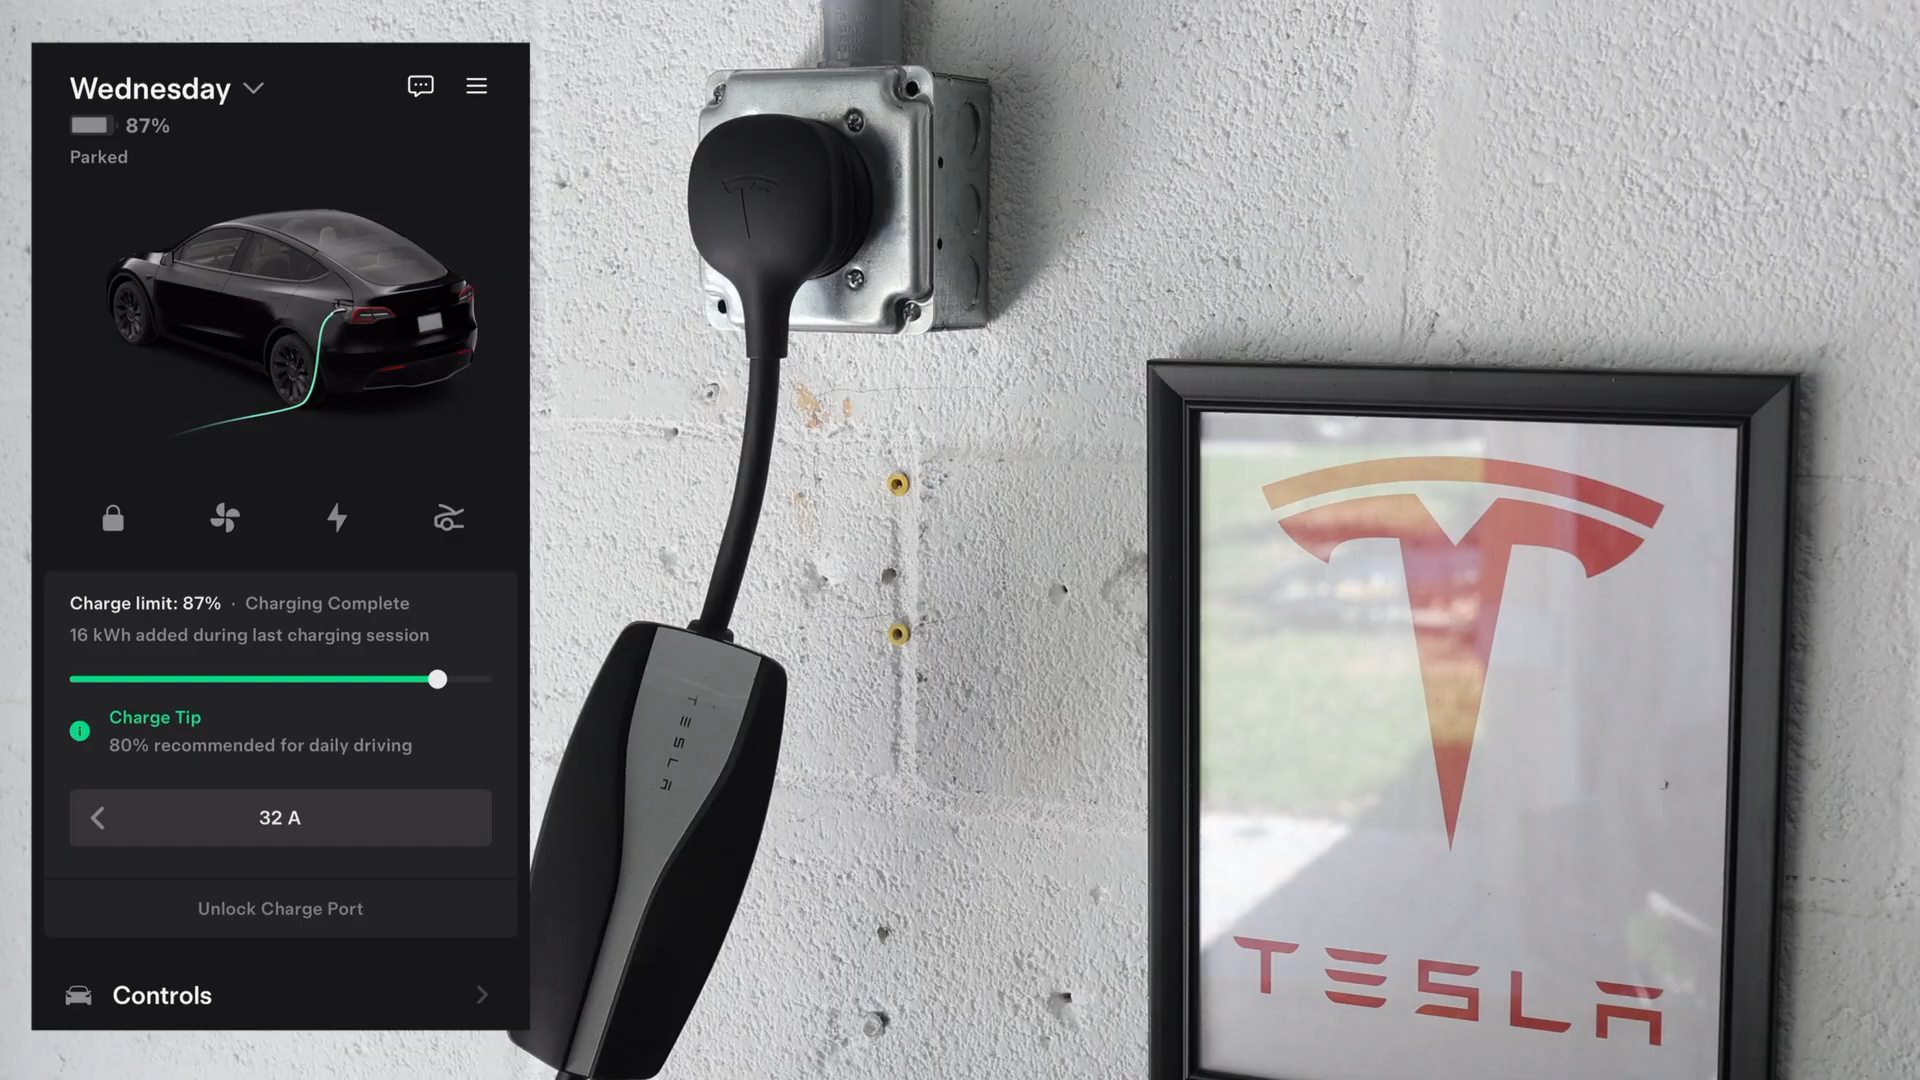 Wednesday
87%
Parked
Charge limit: 87% · Charging Complete
16 kWh added during last charging session
Charge Tip
80% recommended for daily driving
32 A
Unlock Charge Port
Controls
TESLA
TESLA